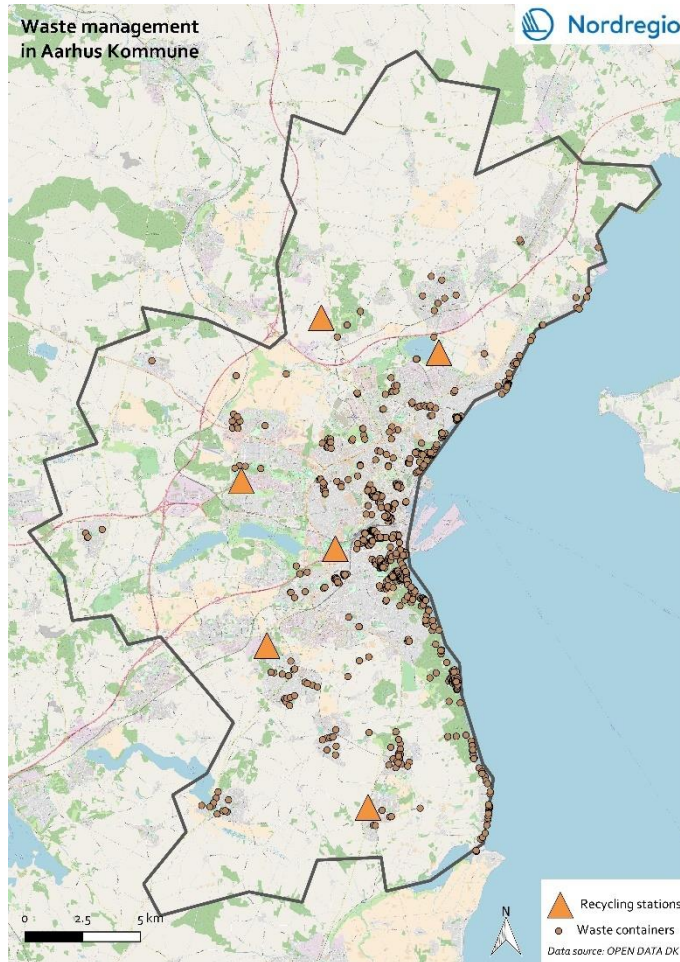 Waste management
in Aarhus Kommune
Nordregio
0 2.5 5 km
N
Recycling stations
Waste containers
Data source: OPEN DATA DK